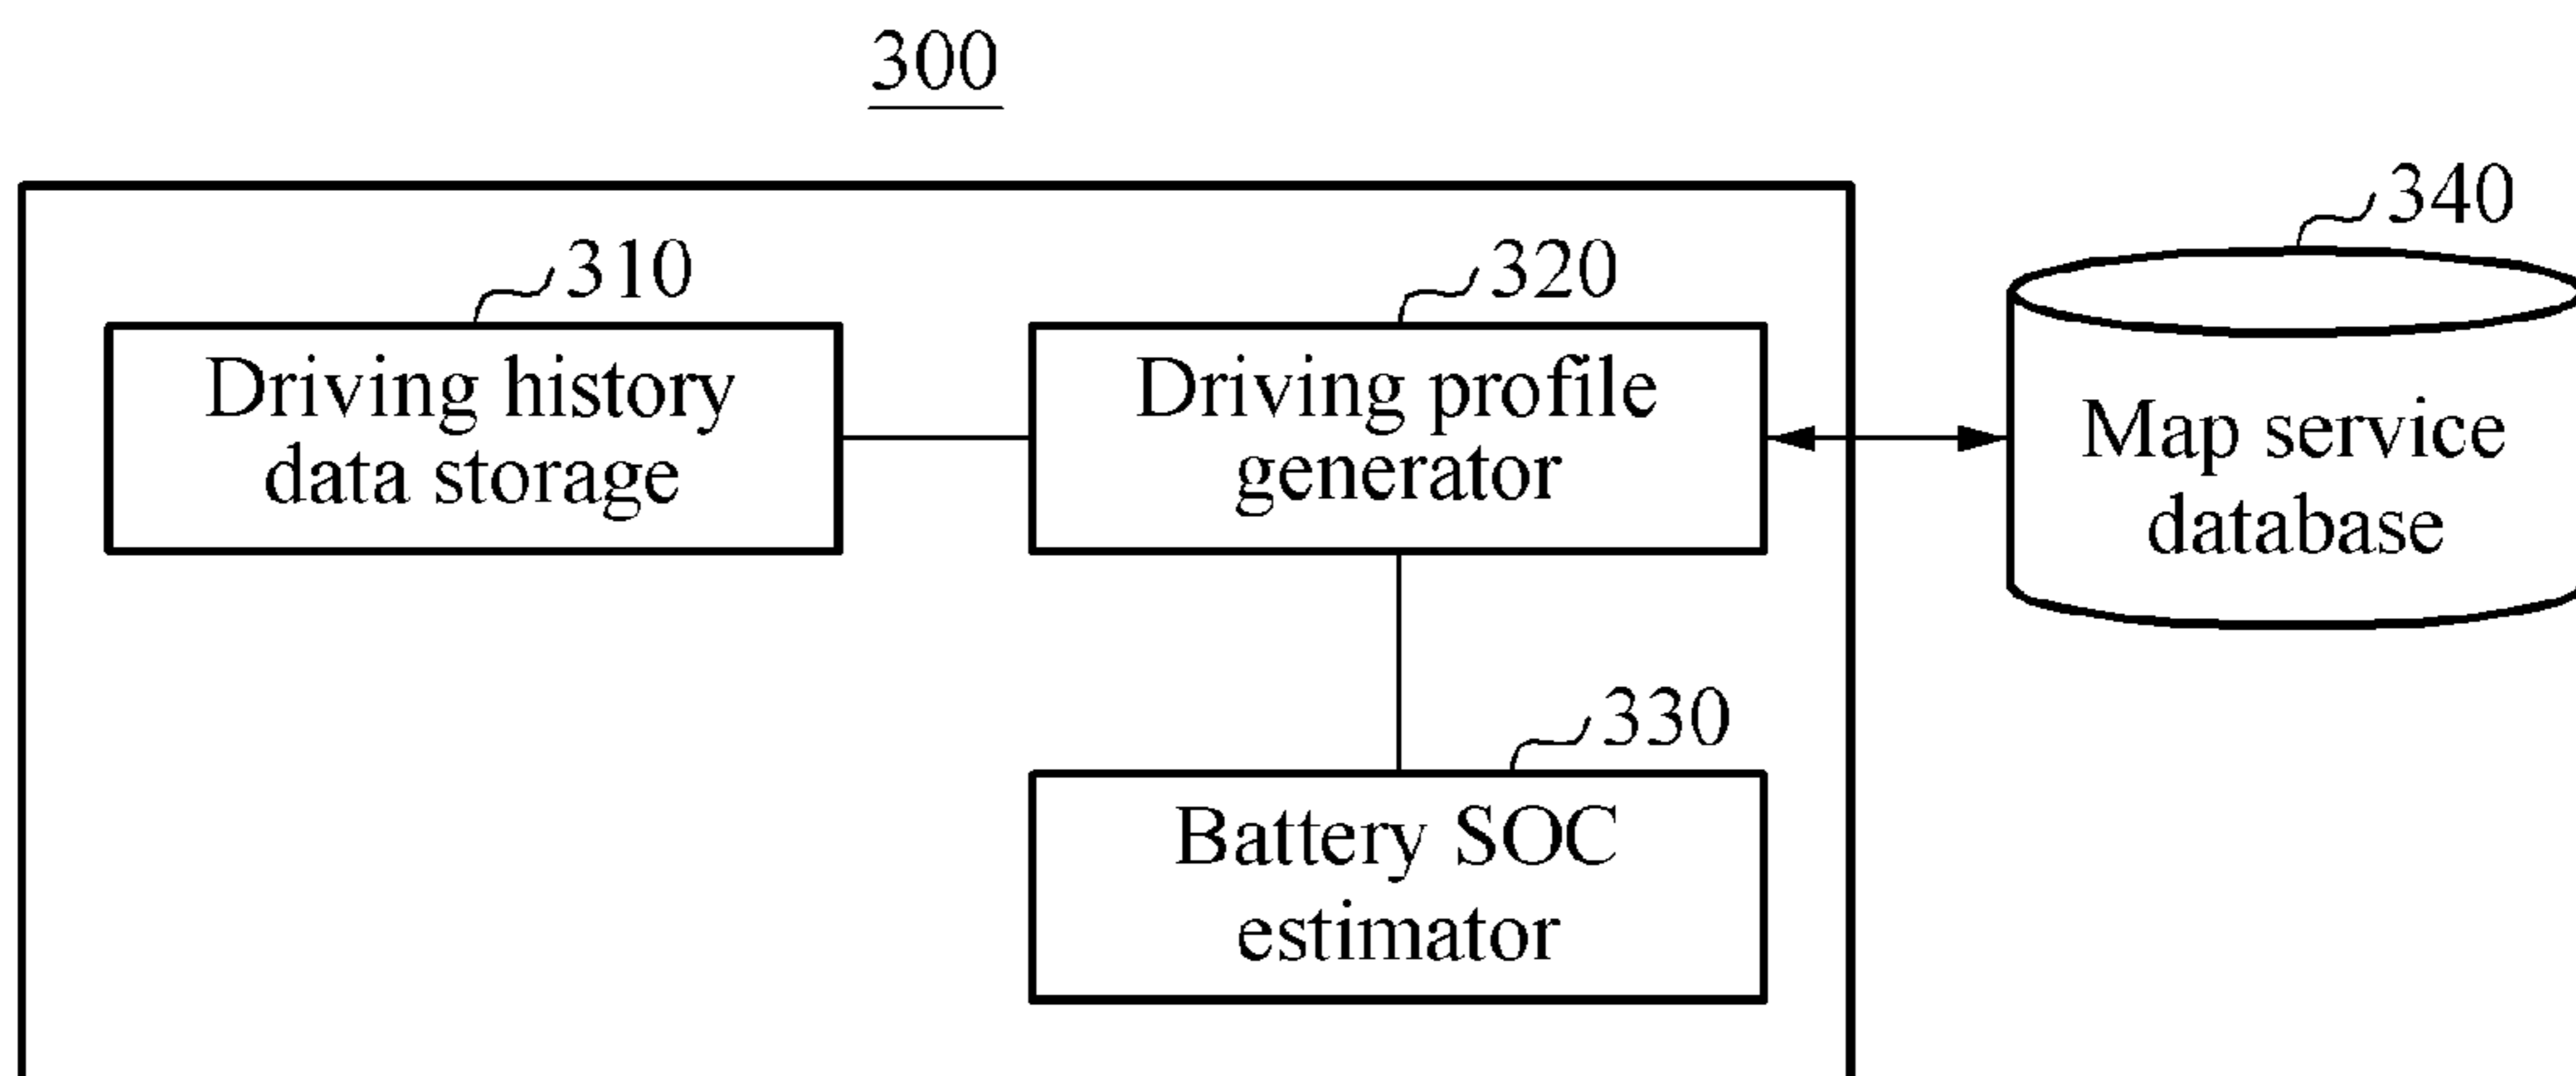 300
310
Driving history
data storage
320
Driving profile
generator
340
Map service
database
330
Battery SOC
estimator